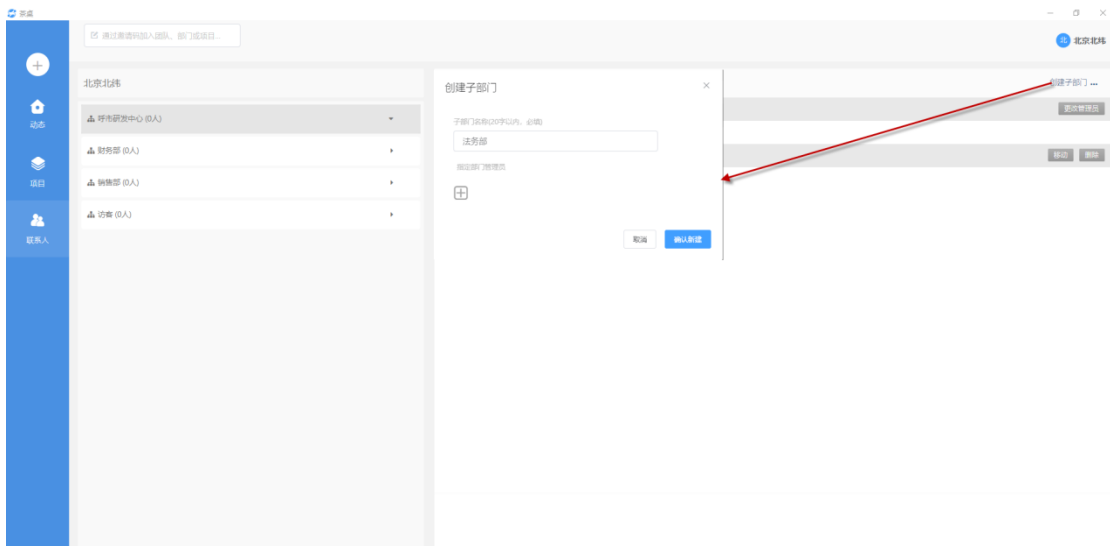 茶桌
通过邀请码加入团队、部门或项目...
北 北京北纬
北京北纬
动态
项目
联系人
呼市研发中心 (0人)
财务部 (0人)
销售部 (0人)
访客 (0人)
创建子部门
子部门名称(20字以内，必填)
法务部
指定部门管理员
取消 确认新建
创建子部门 ...
更改管理员
移动 删除